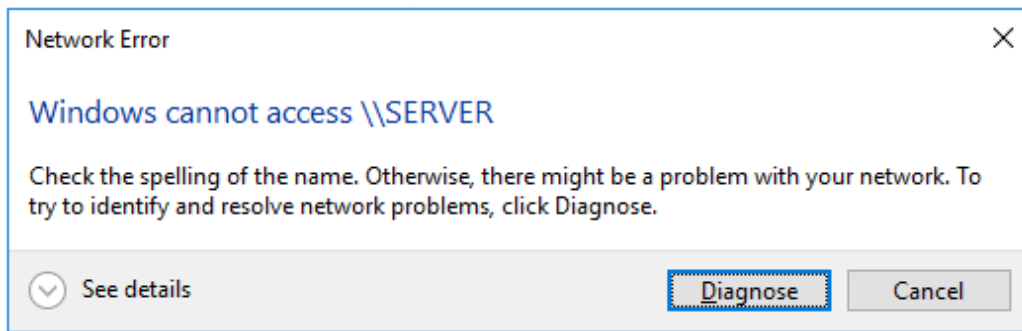 Network Error
Windows cannot access \\SERVER
Check the spelling of the name. Otherwise, there might be a problem with your network. To
try to identify and resolve network problems, click Diagnose.
See details
Diagnose
Cancel